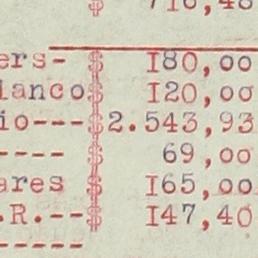 $ 716,48
ers- $ 180,00
lanco $ 120,00
io--- $ 2.543,93
---- $ 69,00
ares $ 165,00
.R.-- $ 147,40
----